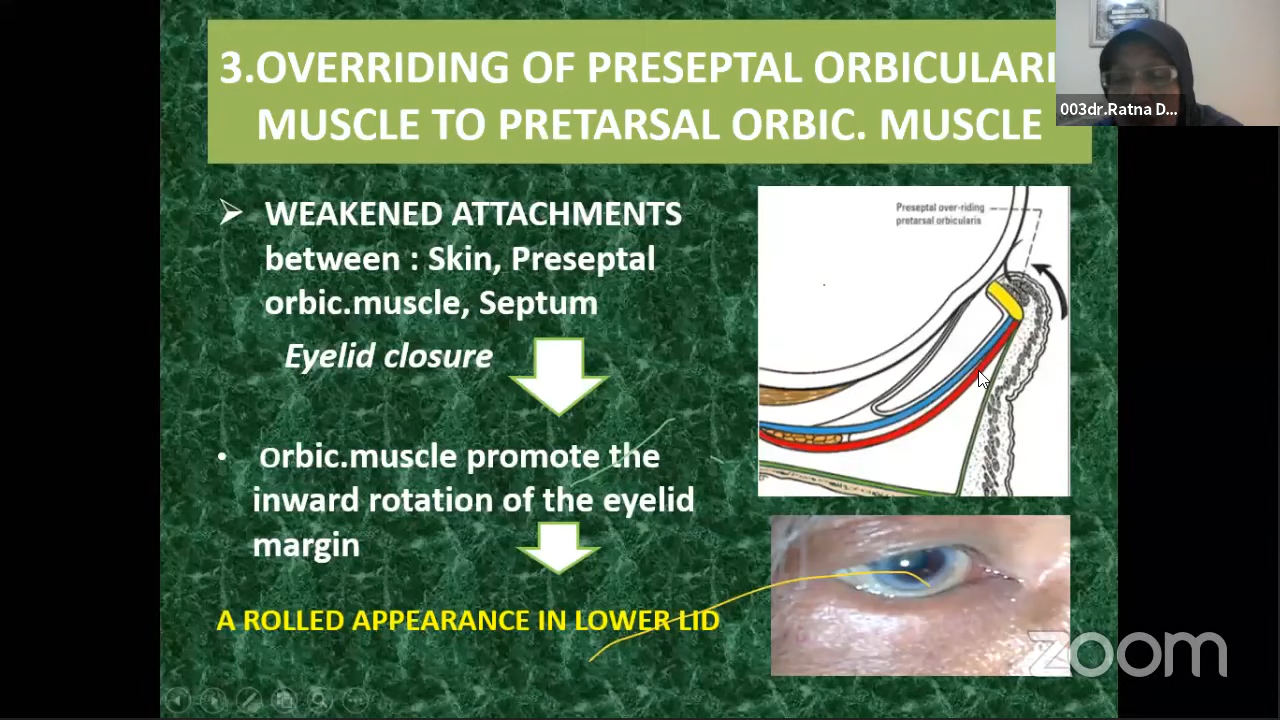 3.OVERRIDING OF PRESEPTAL ORBICULARI
MUSCLE TO PRETARSAL ORBIC. MUSCLE
003dr.Ratna D...
WEAKENED ATTACHMENTS
between : Skin, Preseptal
orbic.muscle, Septum
Eyelid closure
Orbic.muscle promote the
inward rotation of the eyelid
margin
A ROLLED APPEARANCE IN LOWER LID
Preseptal over-riding
pretarsal orbicularis
zoom